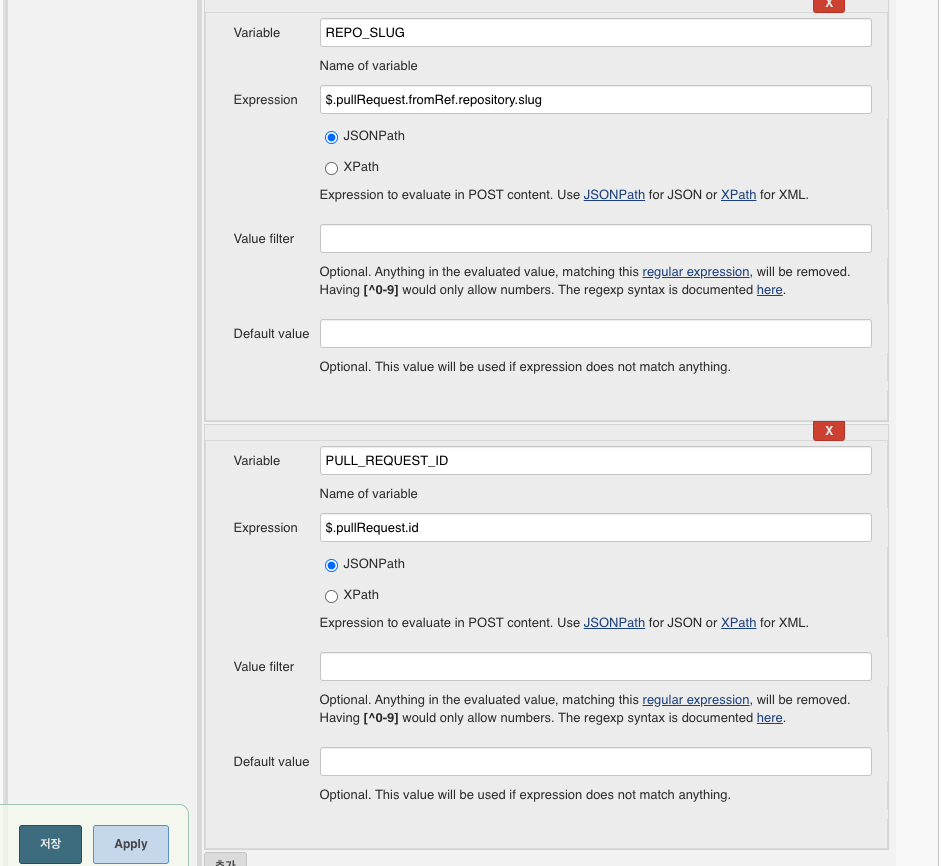 X
Variable REPO_SLUG
Name of variable
Expression $.pullRequest.fromRef.repository.slug
JSONPath
XPath
Expression to evaluate in POST content. Use JSONPath for JSON or XPath for XML.
Value filter
Optional. Anything in the evaluated value, matching this regular expression, will be removed.
Having [^0-9] would only allow numbers. The regexp syntax is documented here.
Default value
Optional. This value will be used if expression does not match anything.
X
Variable PULL_REQUEST_ID
Name of variable
Expression $.pullRequest.id
JSONPath
XPath
Expression to evaluate in POST content. Use JSONPath for JSON or XPath for XML.
Value filter
Optional. Anything in the evaluated value, matching this regular expression, will be removed.
Having [^0-9] would only allow numbers. The regexp syntax is documented here.
Default value
Optional. This value will be used if expression does not match anything.
저장 Apply
추가